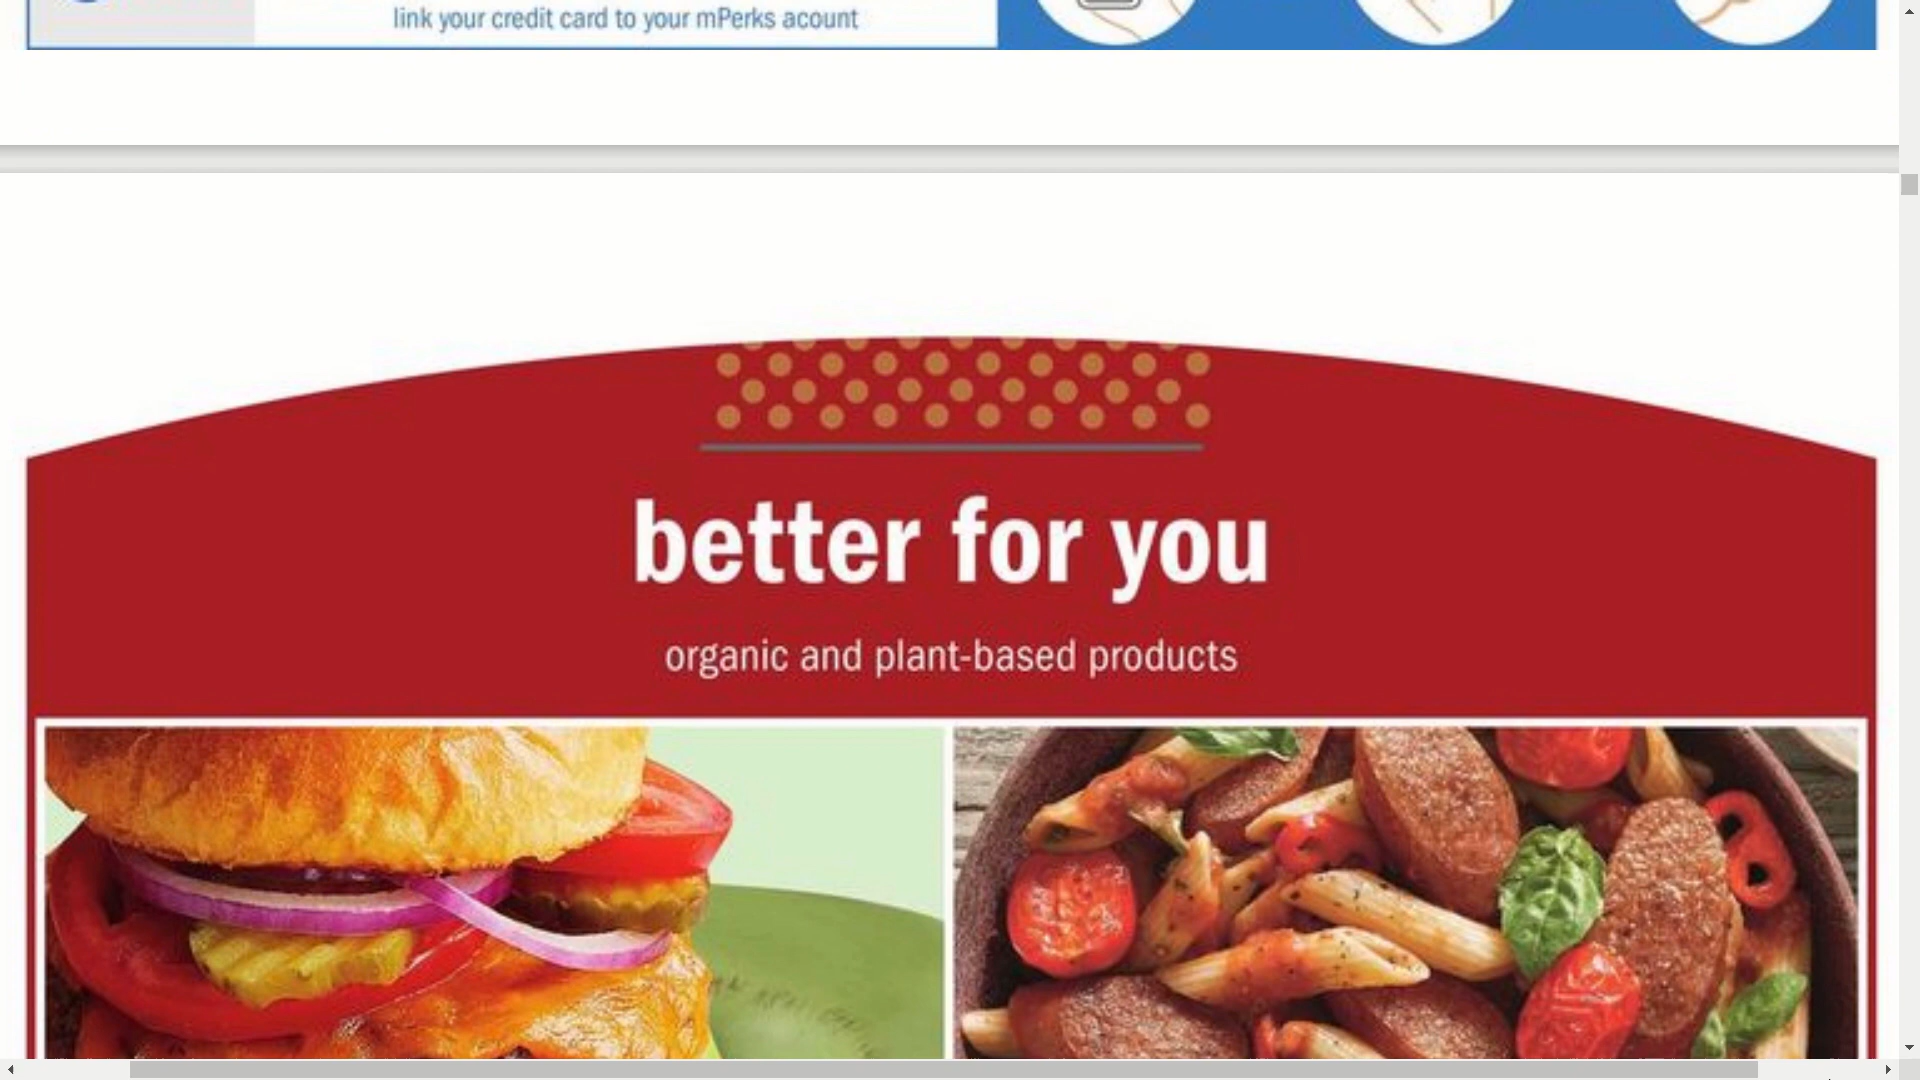 link your credit card to your mPerks acount
better for you
organic and plant-based products